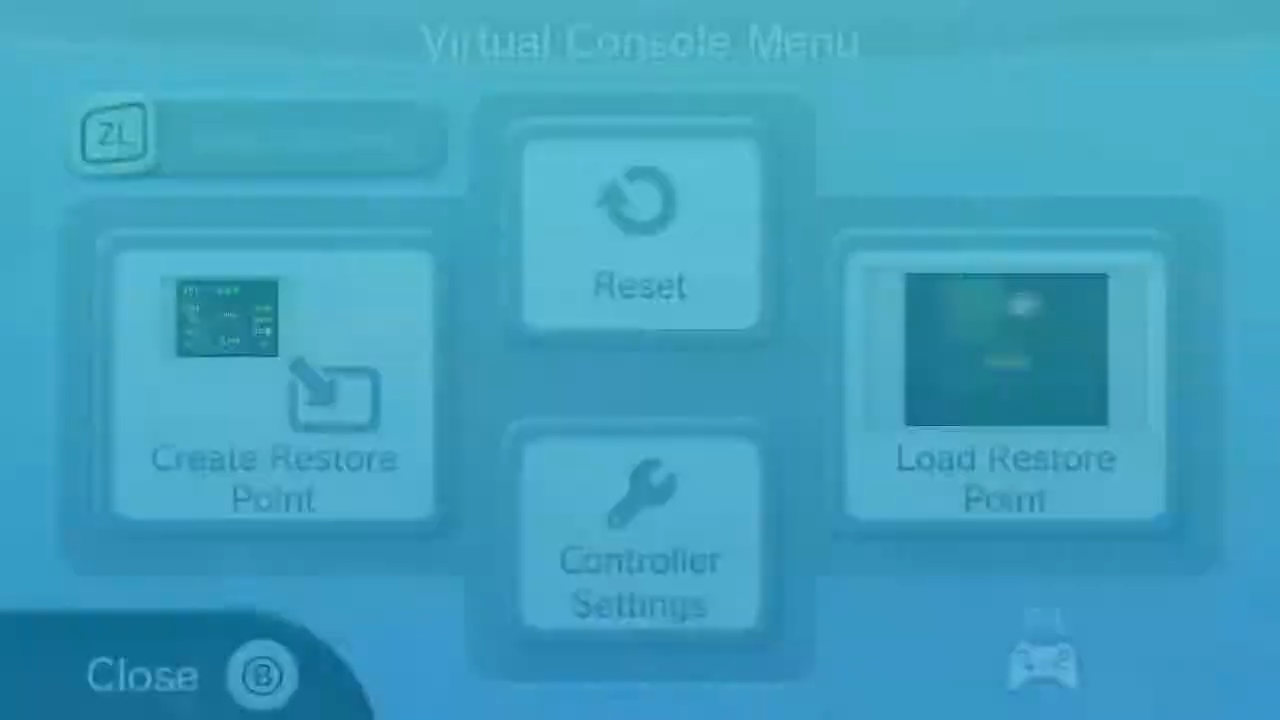 Virtual Console Menu
ZL
Reset
Create Restore
Point
Load Restore
Point
Controller
Settings
Close B